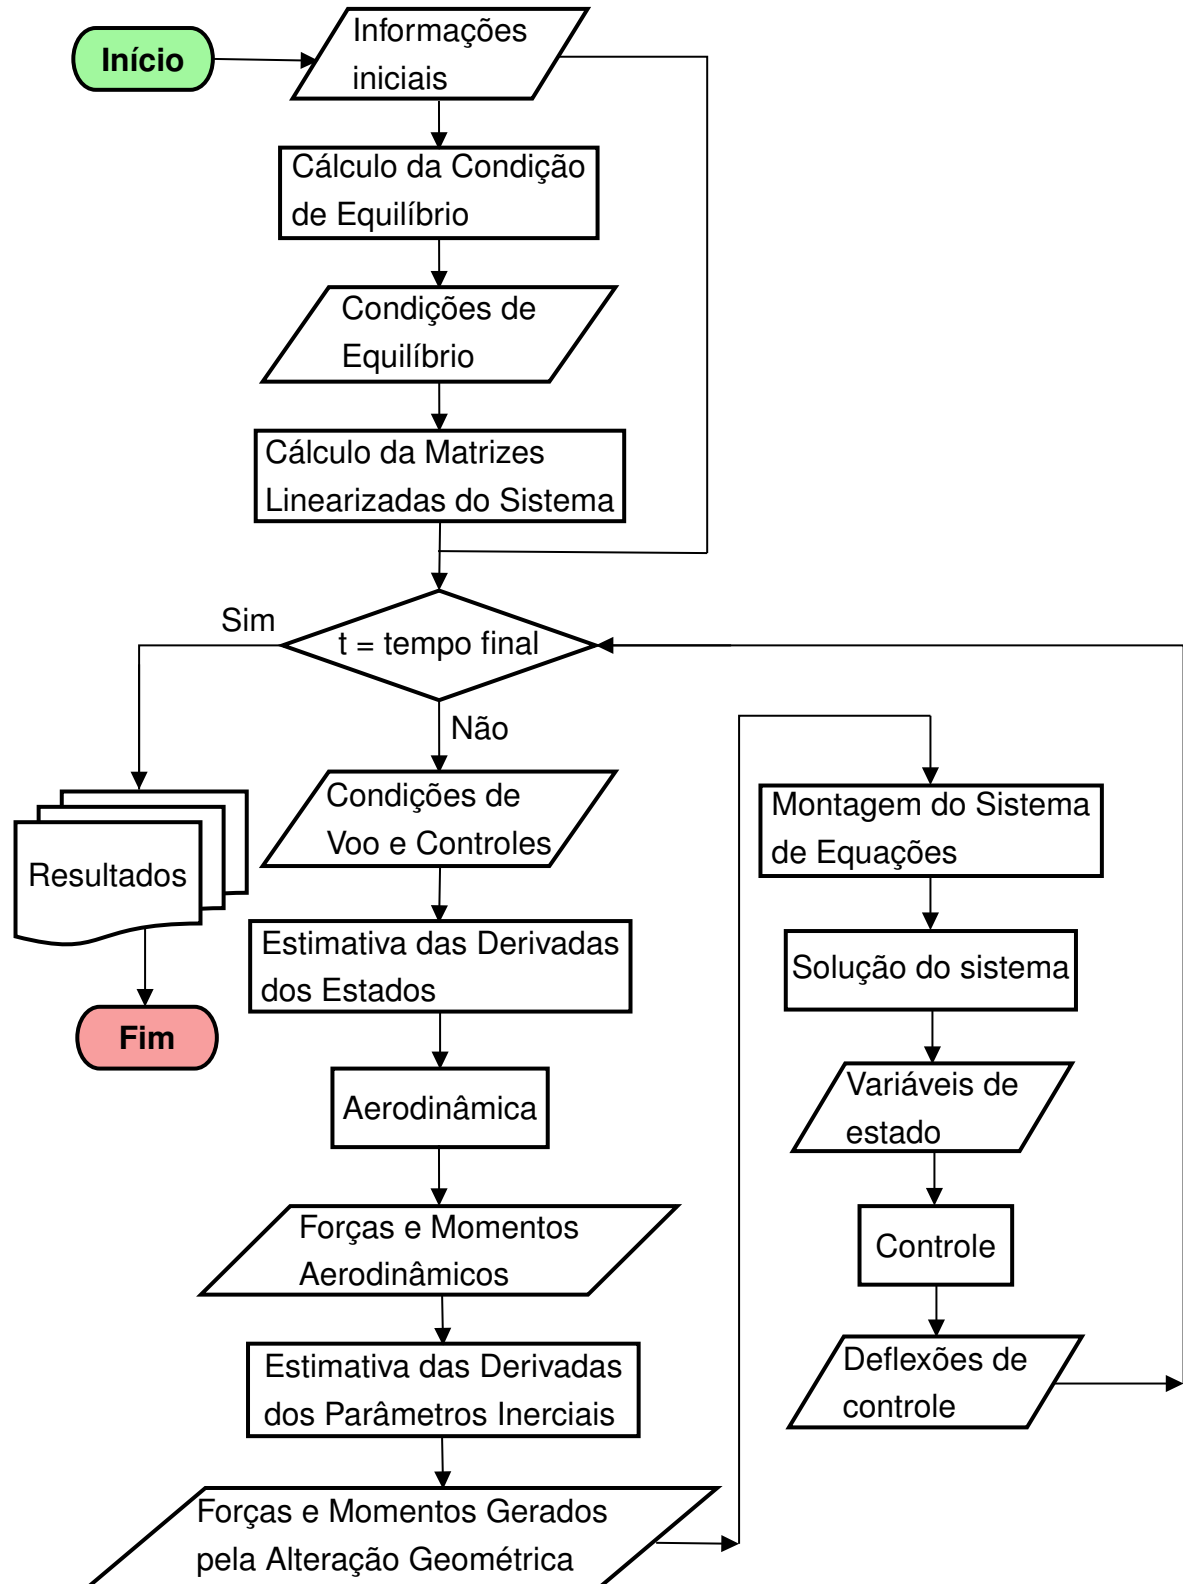 Início
Informações
iniciais
Cálculo da Condição
de Equilíbrio
Condições de
Equilíbrio
Cálculo da Matrizes
Linearizadas do Sistema
Sim
t = tempo final
Não
Condições de
Voo e Controles
Resultados
Fim
Estimativa das Derivadas
dos Estados
Aerodinâmica
Forças e Momentos
Aerodinâmicos
Estimativa das Derivadas
dos Parâmetros Inerciais
Forças e Momentos Gerados
pela Alteração Geométrica
Montagem do Sistema
de Equações
Solução do sistema
Variáveis de
estado
Controle
Deflexões de
controle